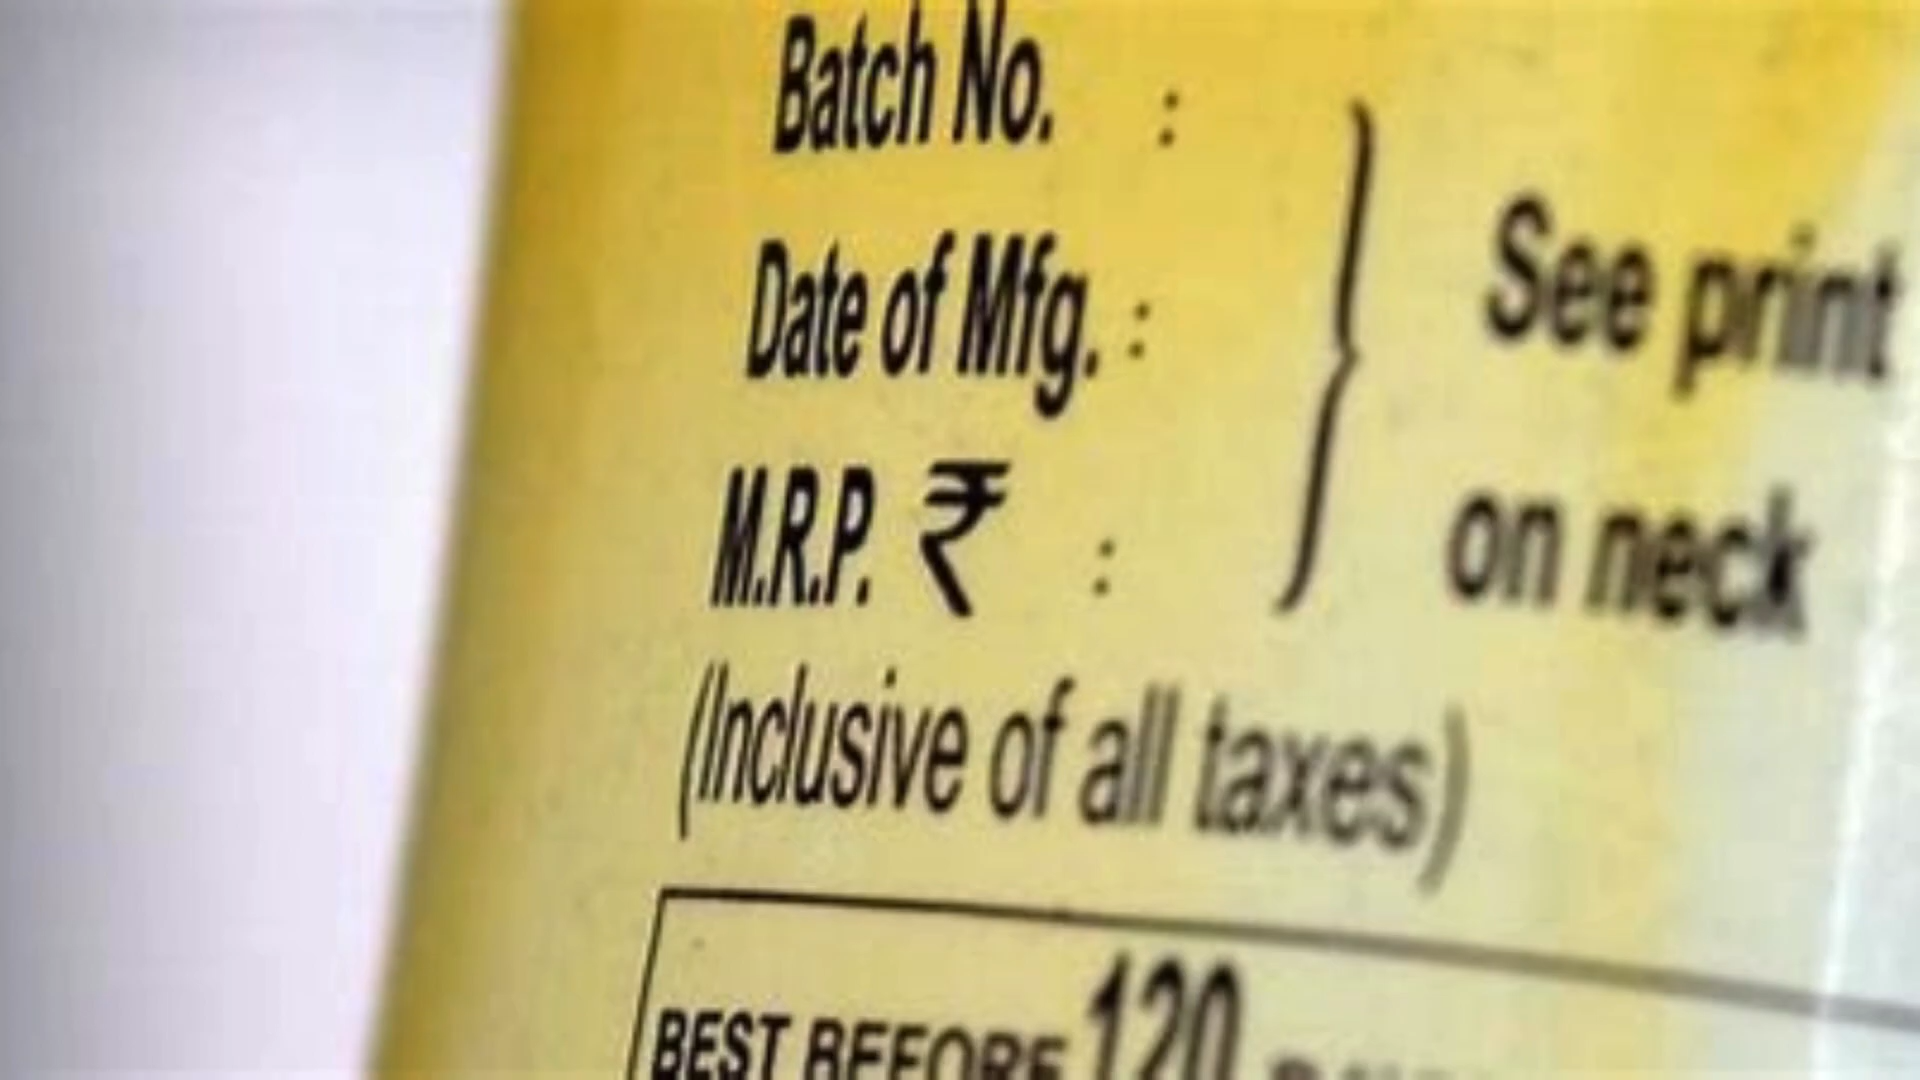 Batch No. :
Date of Mfg. :
M.R.P. ₹ :
See print
on neck
(Inclusive of all taxes)
BEST BEFORE 120